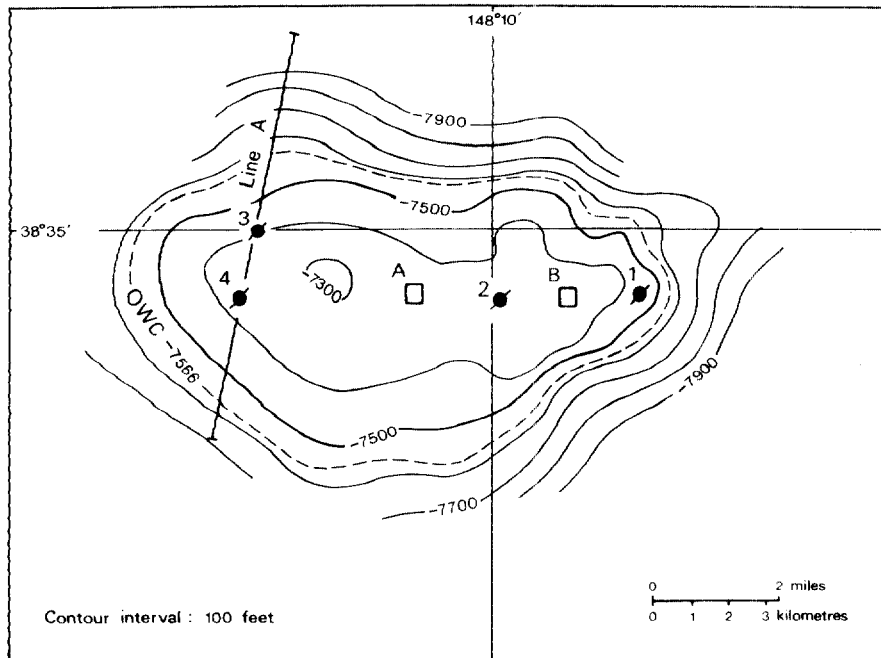 148°10′
Line A
-7900
3
-7500
38°35′
4
-7300
A
2
B
1
OWC -7566
-7900
-7500
-7700
0 2 miles
0 1 2 3 kilometres
Contour interval : 100 feet